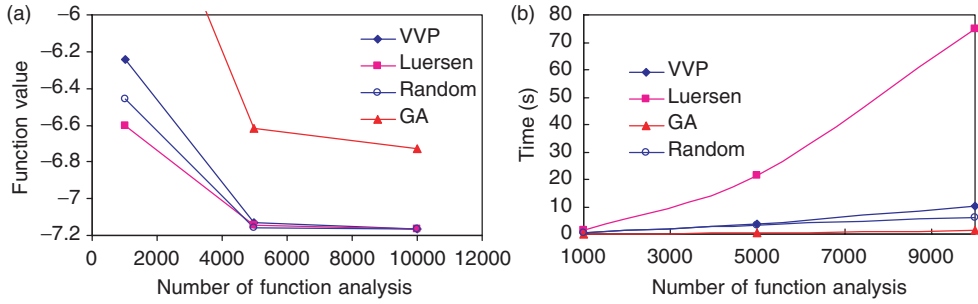 (a)
Function value
−6
−6.2
−6.4
−6.6
−6.8
−7
−7.2
0
2000
4000
6000
8000
10000
12000
Number of function analysis
VVP
Luersen
Random
GA
(b)
Time (s)
80
70
60
50
40
30
20
10
0
1000
3000
5000
7000
9000
Number of function analysis
VVP
Luersen
GA
Random